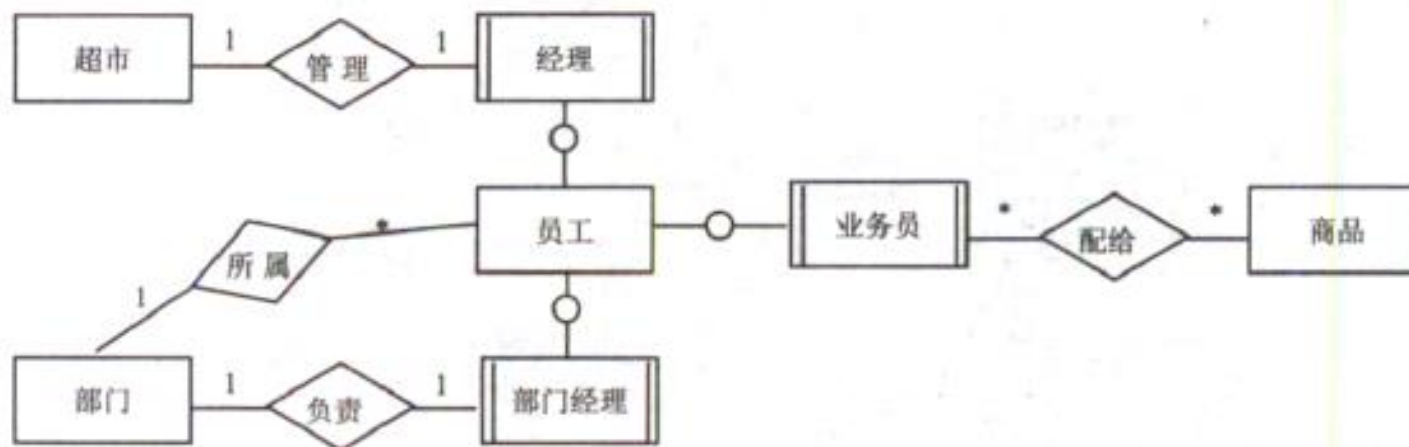 超市 1 管理 1 经理
* 员工 业务员 * 配给 * 商品
所属
1
部门 1 负责 1 部门经理